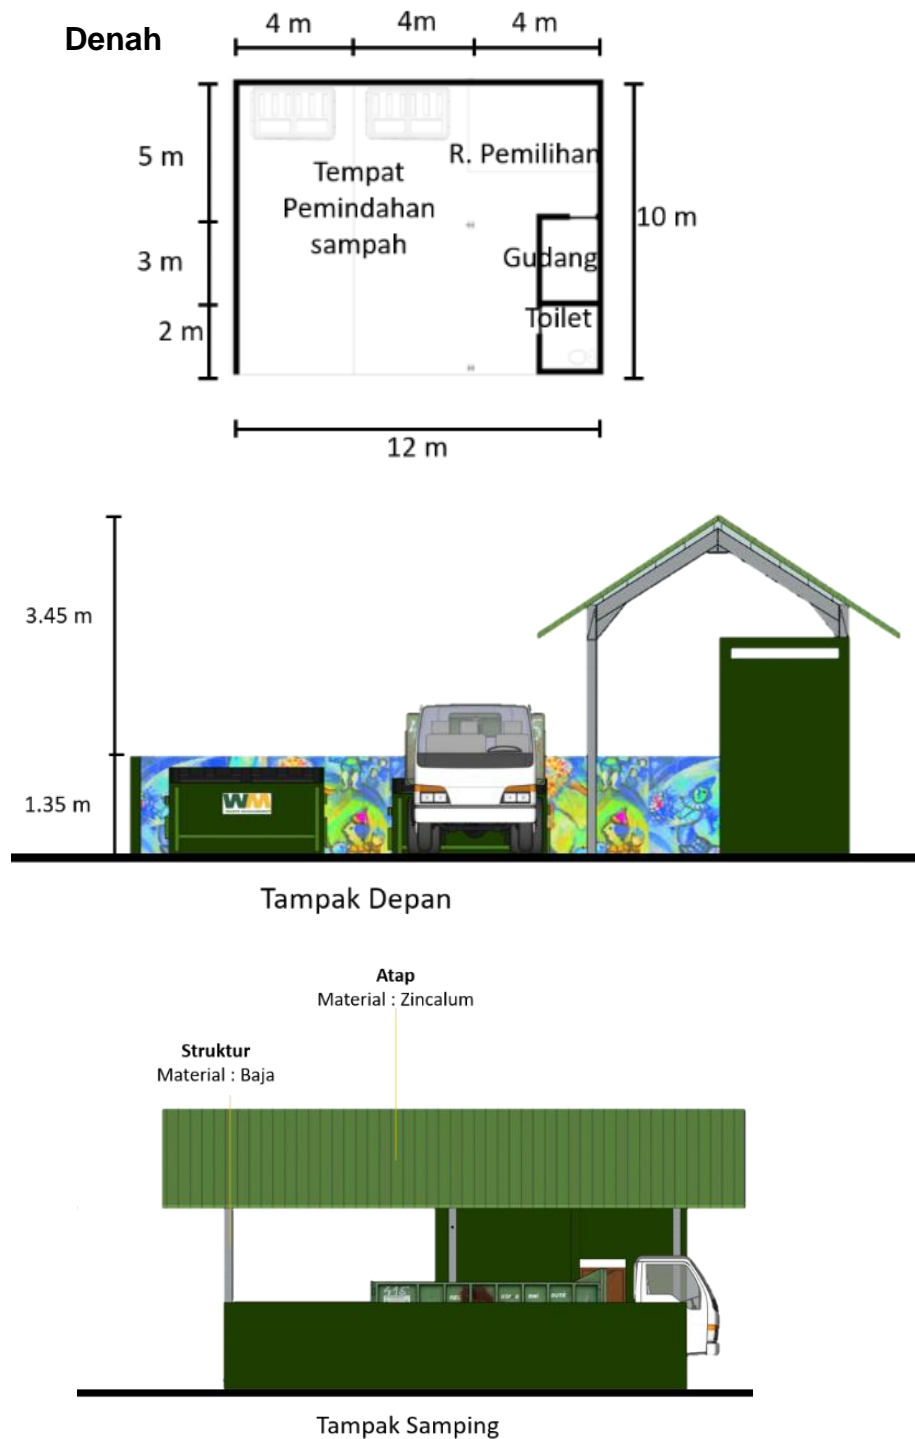 Denah
4 m
4m
4 m
5 m
3 m
2 m
R. Pemilihan
Tempat
Pemindahan
sampah
10 m
Gudang
Toilet
12 m
3.45 m
1.35 m
WM
Tampak Depan
Atap
Material : Zincalum
Struktur
Material : Baja
Tampak Samping